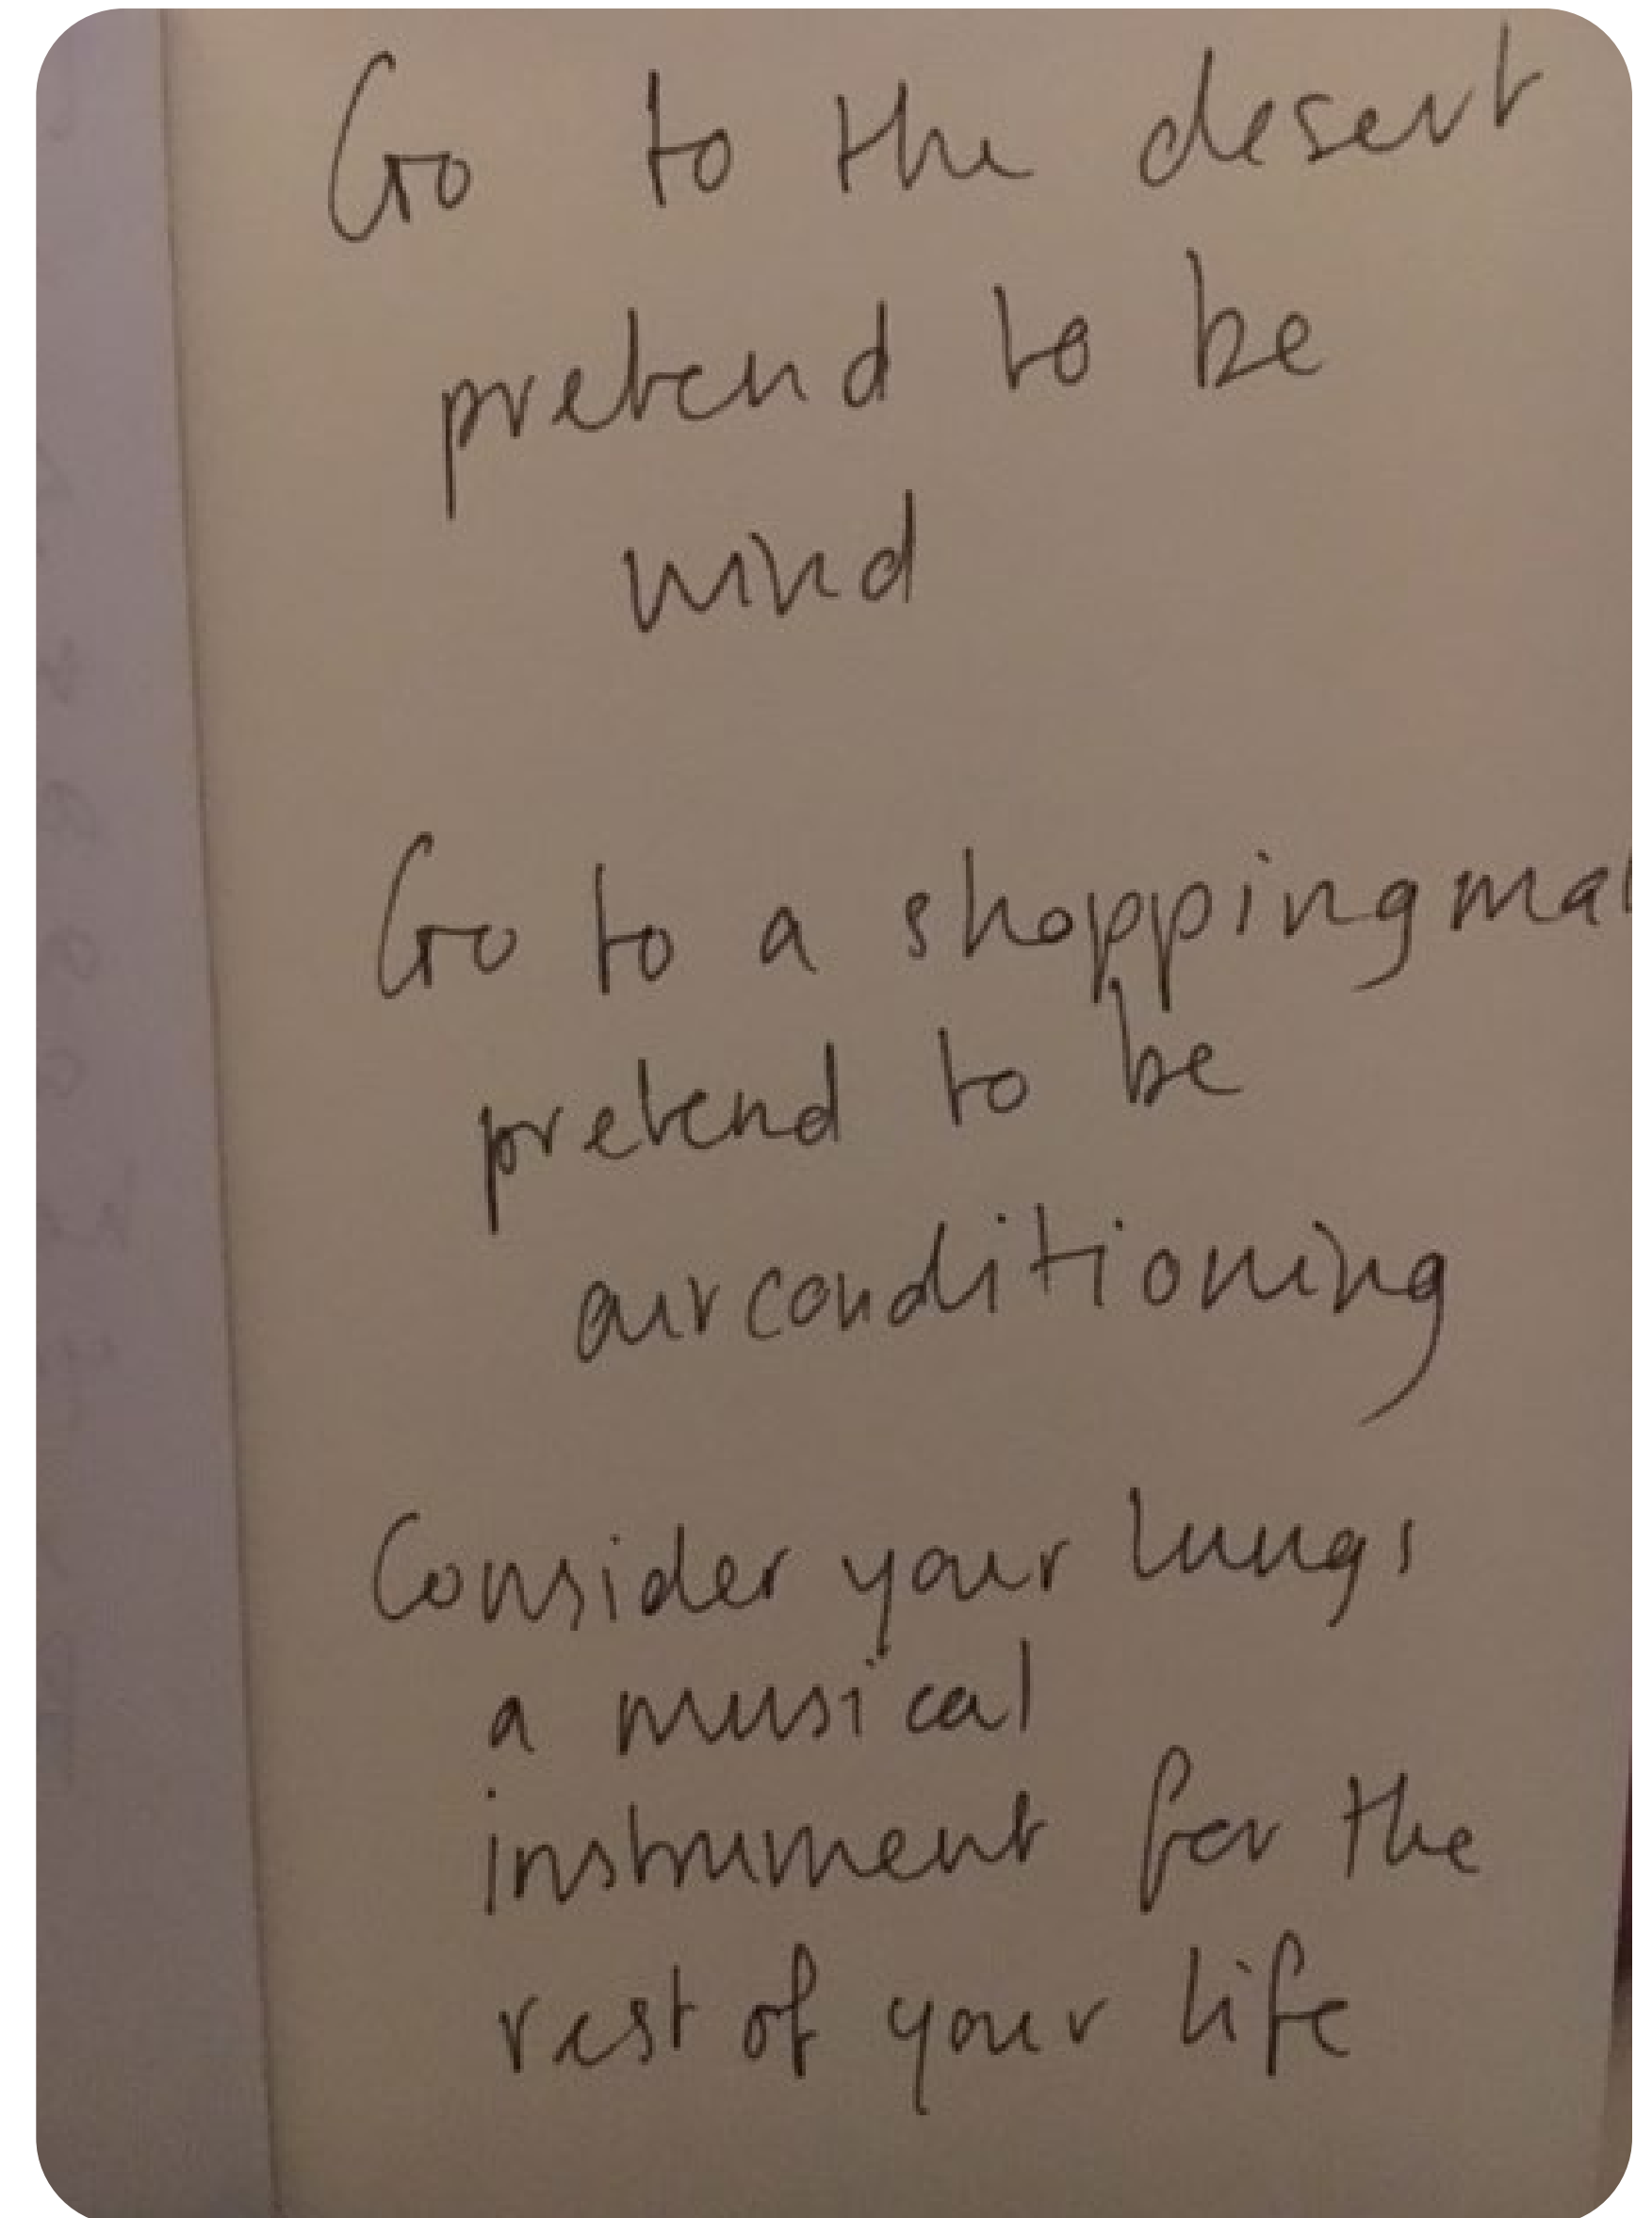 Go to the desert
pretend to be
wind
Go to a shoppingmal
pretend to be
airconditioning
Consider your lungs
a musical
instrument for the
rest of your life